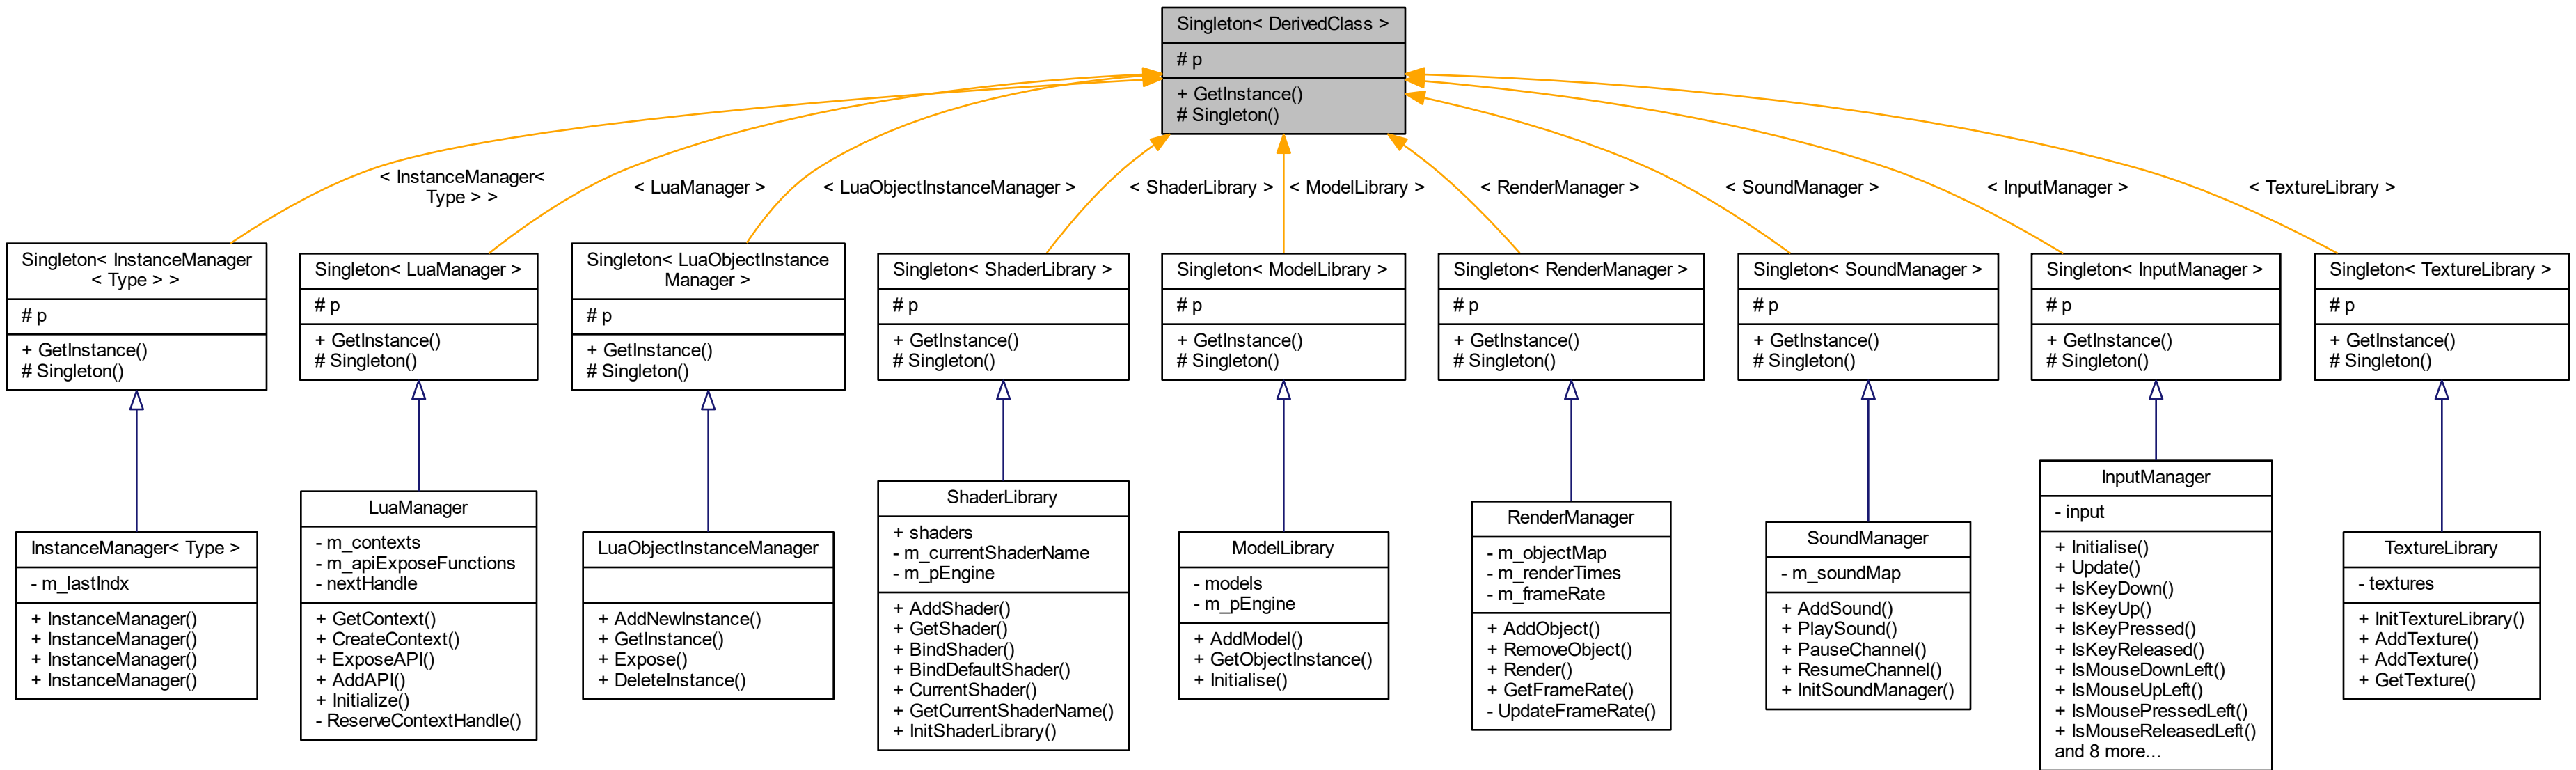 Singleton< DerivedClass >
# p
+ GetInstance()
# Singleton()
< InstanceManager<
Type > >
< LuaManager >
< LuaObjectInstanceManager >
< ShaderLibrary >
< ModelLibrary >
< RenderManager >
< SoundManager >
< InputManager >
< TextureLibrary >
Singleton< InstanceManager
< Type > >
# p
+ GetInstance()
# Singleton()
Singleton< LuaManager >
# p
+ GetInstance()
# Singleton()
Singleton< LuaObjectInstance
Manager >
# p
+ GetInstance()
# Singleton()
Singleton< ShaderLibrary >
# p
+ GetInstance()
# Singleton()
Singleton< ModelLibrary >
# p
+ GetInstance()
# Singleton()
Singleton< RenderManager >
# p
+ GetInstance()
# Singleton()
Singleton< SoundManager >
# p
+ GetInstance()
# Singleton()
Singleton< InputManager >
# p
+ GetInstance()
# Singleton()
Singleton< TextureLibrary >
# p
+ GetInstance()
# Singleton()
InstanceManager< Type >
- m_lastIndx
+ InstanceManager()
+ InstanceManager()
+ InstanceManager()
+ InstanceManager()
LuaManager
- m_contexts
- m_apiExposeFunctions
- nextHandle
+ GetContext()
+ CreateContext()
+ ExposeAPI()
+ AddAPI()
+ Initialize()
- ReserveContextHandle()
LuaObjectInstanceManager
+ AddNewInstance()
+ GetInstance()
+ Expose()
+ DeleteInstance()
ShaderLibrary
+ shaders
- m_currentShaderName
- m_pEngine
+ AddShader()
+ GetShader()
+ BindShader()
+ BindDefaultShader()
+ CurrentShader()
+ GetCurrentShaderName()
+ InitShaderLibrary()
ModelLibrary
- models
- m_pEngine
+ AddModel()
+ GetObjectInstance()
+ Initialise()
RenderManager
- m_objectMap
- m_renderTimes
- m_frameRate
+ AddObject()
+ RemoveObject()
+ Render()
+ GetFrameRate()
- UpdateFrameRate()
SoundManager
- m_soundMap
+ AddSound()
+ PlaySound()
+ PauseChannel()
+ ResumeChannel()
+ InitSoundManager()
InputManager
- input
+ Initialise()
+ Update()
+ IsKeyDown()
+ IsKeyUp()
+ IsKeyPressed()
+ IsKeyReleased()
+ IsMouseDownLeft()
+ IsMouseUpLeft()
+ IsMousePressedLeft()
+ IsMouseReleasedLeft()
and 8 more...
TextureLibrary
- textures
+ InitTextureLibrary()
+ AddTexture()
+ AddTexture()
+ GetTexture()